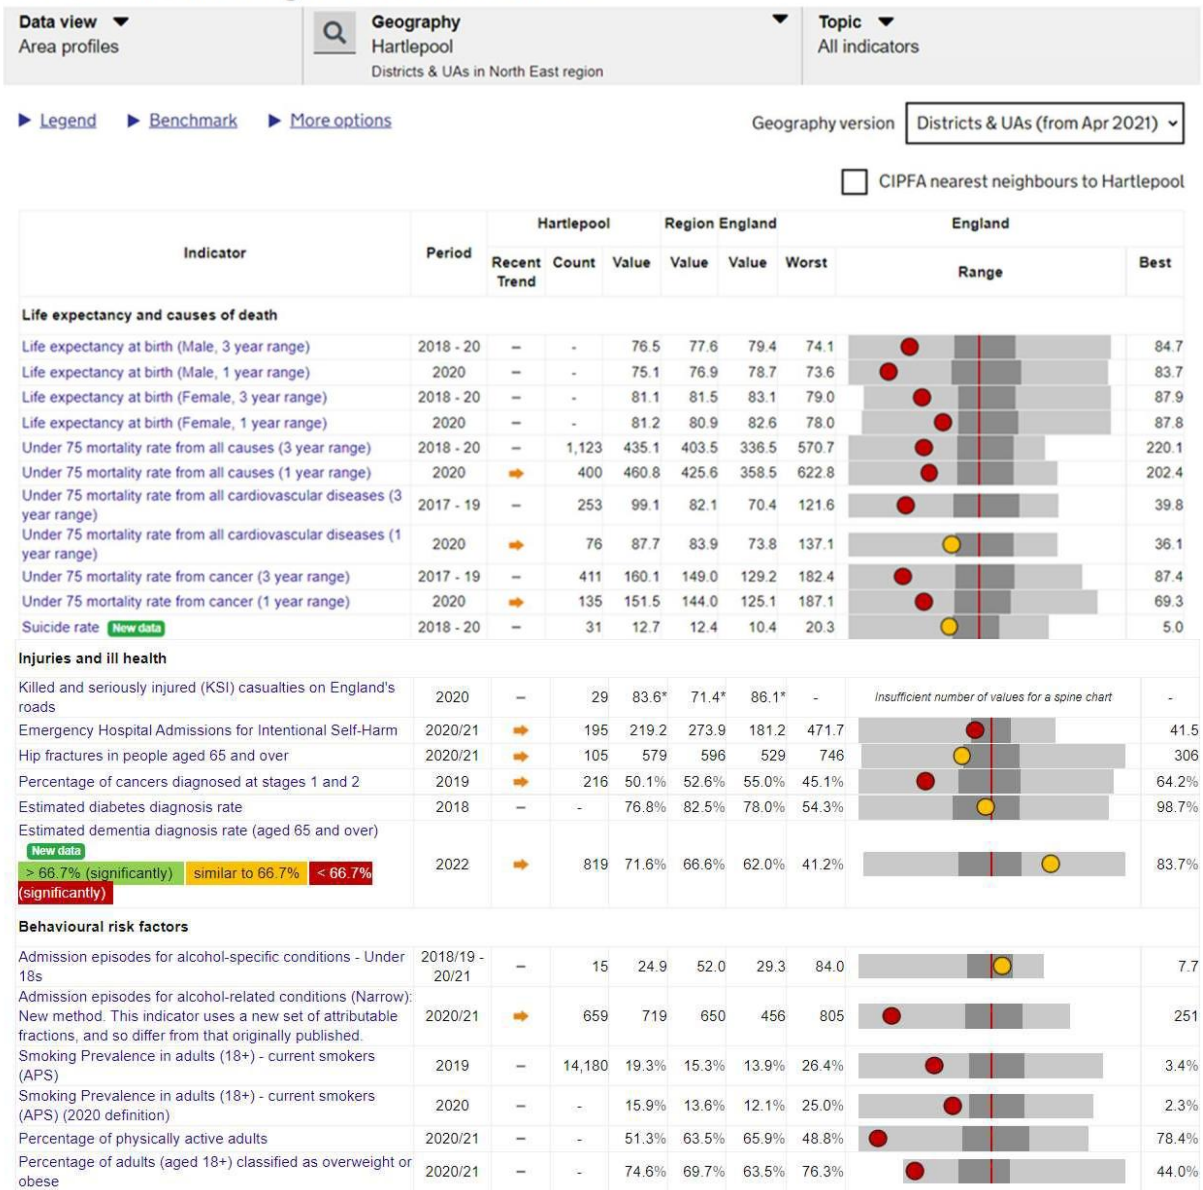 Data view ▼
Area profiles
Geography ▼
Hartlepool
Districts & UAs in North East region
Topic ▼
All indicators
▶ Legend ▶ Benchmark ▶ More options
Geography version Districts & UAs (from Apr 2021)
CIPFA nearest neighbours to Hartlepool
Hartlepool Region England England
Indicator Period Recent Trend Count Value Value Value Worst Range Best
Life expectancy and causes of death
Life expectancy at birth (Male, 3 year range) 2018 - 20 – - 76.5 77.6 79.4 74.1 84.7
Life expectancy at birth (Male, 1 year range) 2020 – - 75.1 76.9 78.7 73.6 83.7
Life expectancy at birth (Female, 3 year range) 2018 - 20 – - 81.1 81.5 83.1 79.0 87.9
Life expectancy at birth (Female, 1 year range) 2020 – - 81.2 80.9 82.6 78.0 87.8
Under 75 mortality rate from all causes (3 year range) 2018 - 20 – 1,123 435.1 403.5 336.5 570.7 220.1
Under 75 mortality rate from all causes (1 year range) 2020 ➡ 400 460.8 425.6 358.5 622.8 202.4
Under 75 mortality rate from all cardiovascular diseases (3
year range) 2017 - 19 – 253 99.1 82.1 70.4 121.6 39.8
Under 75 mortality rate from all cardiovascular diseases (1
year range) 2020 ➡ 76 87.7 83.9 73.8 137.1 36.1
Under 75 mortality rate from cancer (3 year range) 2017 - 19 – 411 160.1 149.0 129.2 182.4 87.4
Under 75 mortality rate from cancer (1 year range) 2020 ➡ 135 151.5 144.0 125.1 187.1 69.3
Suicide rate New data 2018 - 20 – 31 12.7 12.4 10.4 20.3 5.0
Injuries and ill health
Killed and seriously injured (KSI) casualties on England's
roads 2020 – 29 83.6* 71.4* 86.1* - Insufficient number of values for a spine chart -
Emergency Hospital Admissions for Intentional Self-Harm 2020/21 ➡ 195 219.2 273.9 181.2 471.7 41.5
Hip fractures in people aged 65 and over 2020/21 ➡ 105 579 596 529 746 306
Percentage of cancers diagnosed at stages 1 and 2 2019 ➡ 216 50.1% 52.6% 55.0% 45.1% 64.2%
Estimated diabetes diagnosis rate 2018 – - 76.8% 82.5% 78.0% 54.3% 98.7%
Estimated dementia diagnosis rate (aged 65 and over)
New data
> 66.7% (significantly) similar to 66.7% < 66.7%
(significantly) 2022 ➡ 819 71.6% 66.6% 62.0% 41.2% 83.7%
Behavioural risk factors
Admission episodes for alcohol-specific conditions - Under
18s 2018/19 - 20/21 – 15 24.9 52.0 29.3 84.0 7.7
Admission episodes for alcohol-related conditions (Narrow):
New method. This indicator uses a new set of attributable
fractions, and so differ from that originally published. 2020/21 ➡ 659 719 650 456 805 251
Smoking Prevalence in adults (18+) - current smokers
(APS) 2019 – 14,180 19.3% 15.3% 13.9% 26.4% 3.4%
Smoking Prevalence in adults (18+) - current smokers
(APS) (2020 definition) 2020 – - 15.9% 13.6% 12.1% 25.0% 2.3%
Percentage of physically active adults 2020/21 – - 51.3% 63.5% 65.9% 48.8% 78.4%
Percentage of adults (aged 18+) classified as overweight or
obese 2020/21 – - 74.6% 69.7% 63.5% 76.3% 44.0%